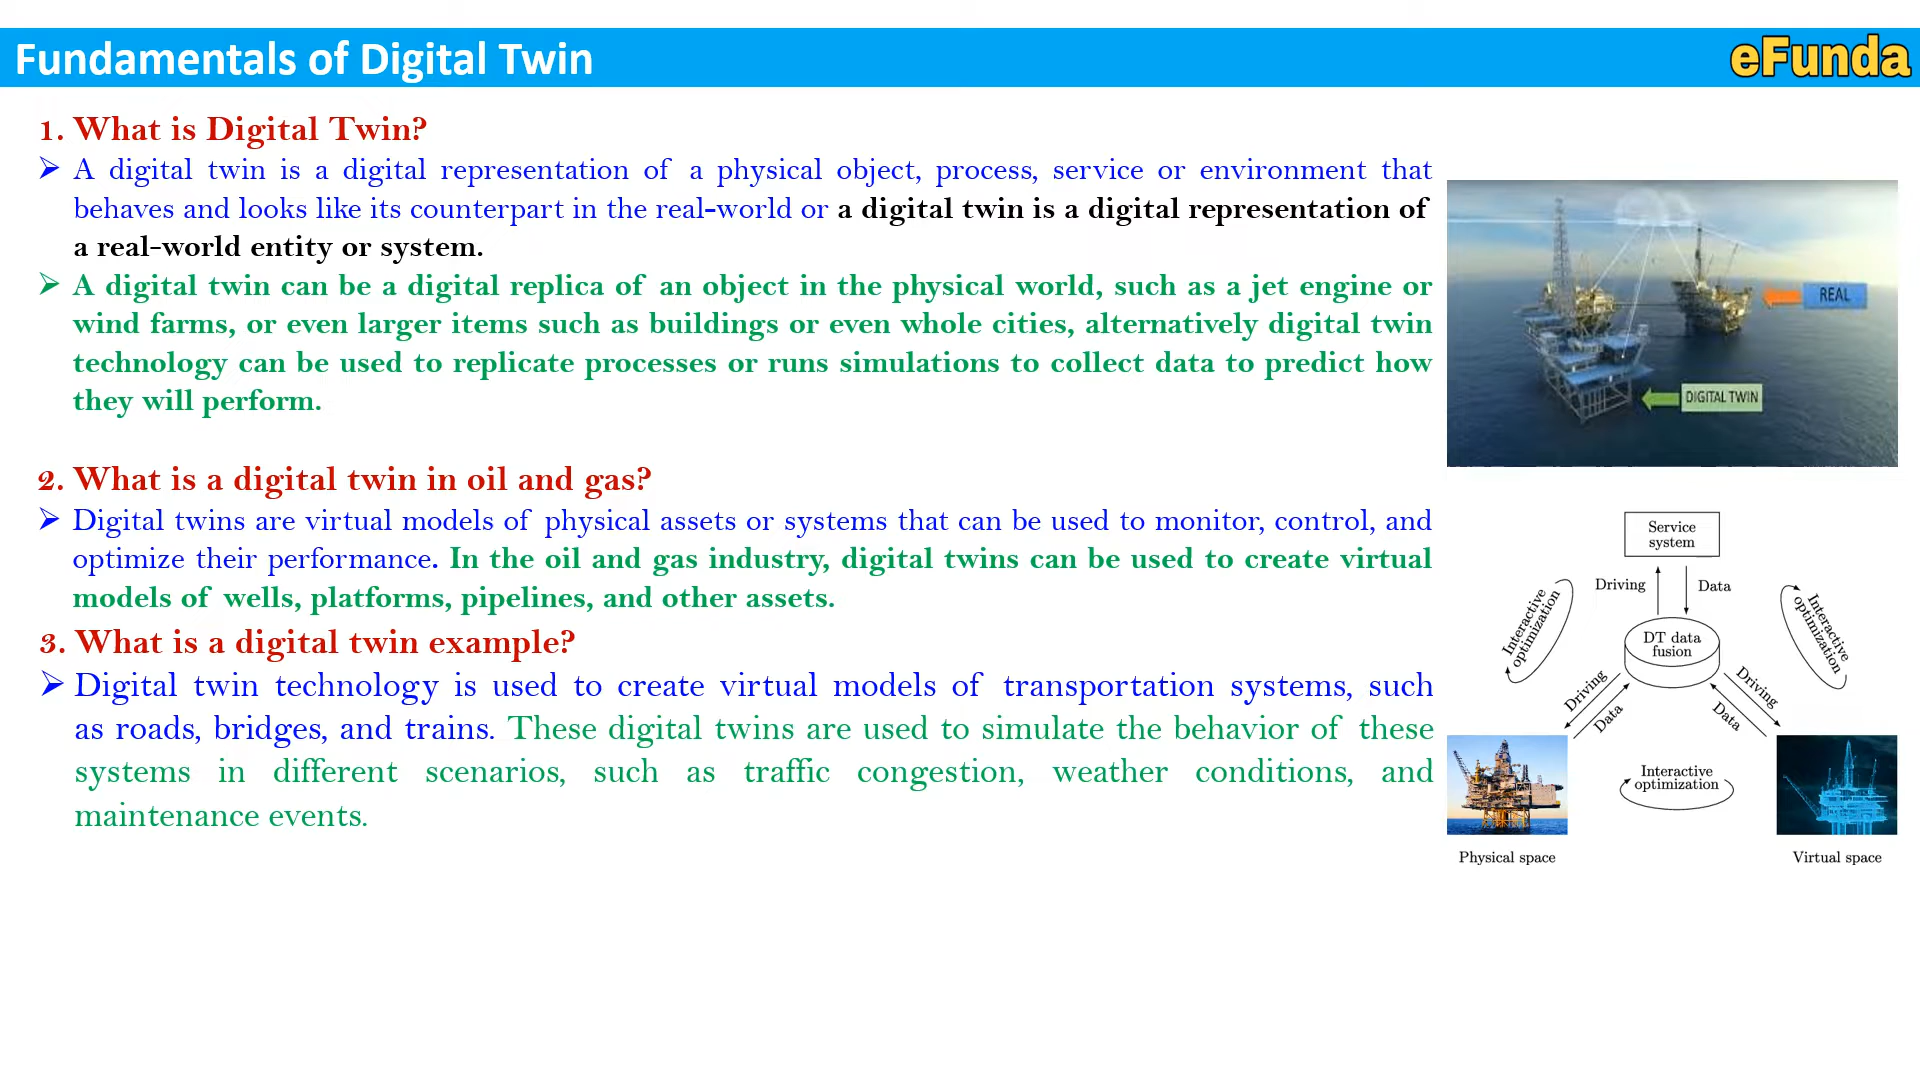 Fundamentals of Digital Twin
eFunda
1. What is Digital Twin?
➢ A digital twin is a digital representation of a physical object, process, service or environment that
behaves and looks like its counterpart in the real-world or a digital twin is a digital representation of
a real-world entity or system.
➢ A digital twin can be a digital replica of an object in the physical world, such as a jet engine or
wind farms, or even larger items such as buildings or even whole cities, alternatively digital twin
technology can be used to replicate processes or runs simulations to collect data to predict how
they will perform.
2. What is a digital twin in oil and gas?
➢ Digital twins are virtual models of physical assets or systems that can be used to monitor, control, and
optimize their performance. In the oil and gas industry, digital twins can be used to create virtual
models of wells, platforms, pipelines, and other assets.
3. What is a digital twin example?
➢ Digital twin technology is used to create virtual models of transportation systems, such
as roads, bridges, and trains. These digital twins are used to simulate the behavior of these
systems in different scenarios, such as traffic congestion, weather conditions, and
maintenance events.
REAL
DIGITAL TWIN
Service
system
Driving
Data
Interactive
optimization
Interactive
optimization
DT data
fusion
Driving
Data
Driving
Data
Interactive
optimization
Physical space
Virtual space